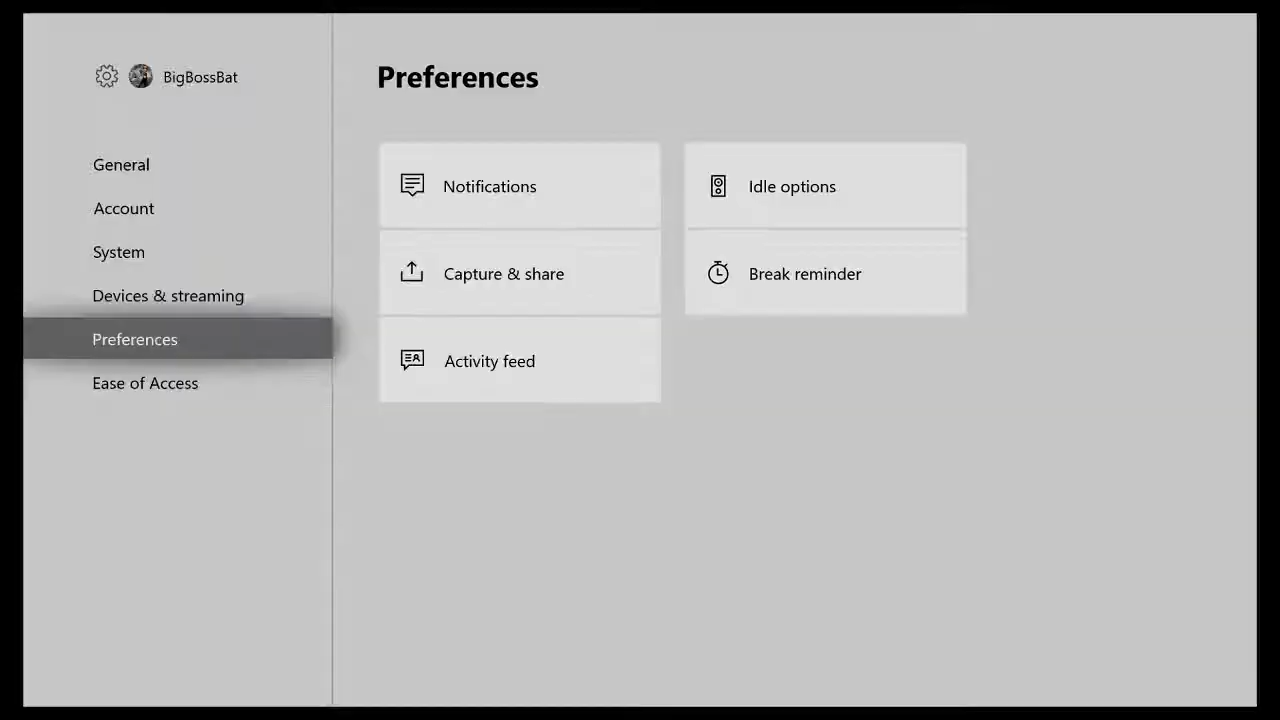 BigBossBat
General
Account
System
Devices & streaming
Preferences
Ease of Access
Preferences
Notifications
Capture & share
Activity feed
Idle options
Break reminder